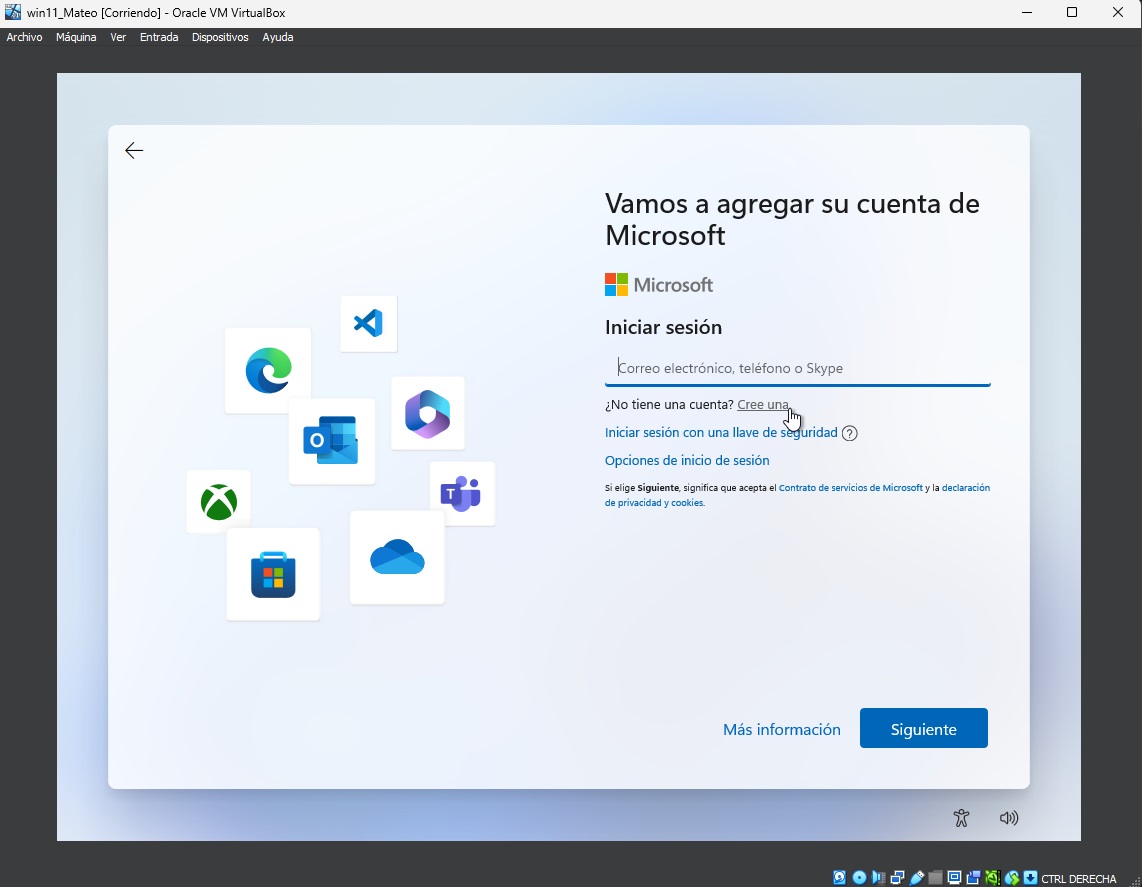 win11_Mateo [Corriendo] - Oracle VM VirtualBox
Archivo Máquina Ver Entrada Dispositivos Ayuda
Vamos a agregar su cuenta de
Microsoft
Microsoft
Iniciar sesión
Correo electrónico, teléfono o Skype
¿No tiene una cuenta? Cree una.
Iniciar sesión con una llave de seguridad ?
Opciones de inicio de sesión
Si elige Siguiente, significa que acepta el Contrato de servicios de Microsoft y la declaración
de privacidad y cookies.
Más información Siguiente
CTRL DERECHA